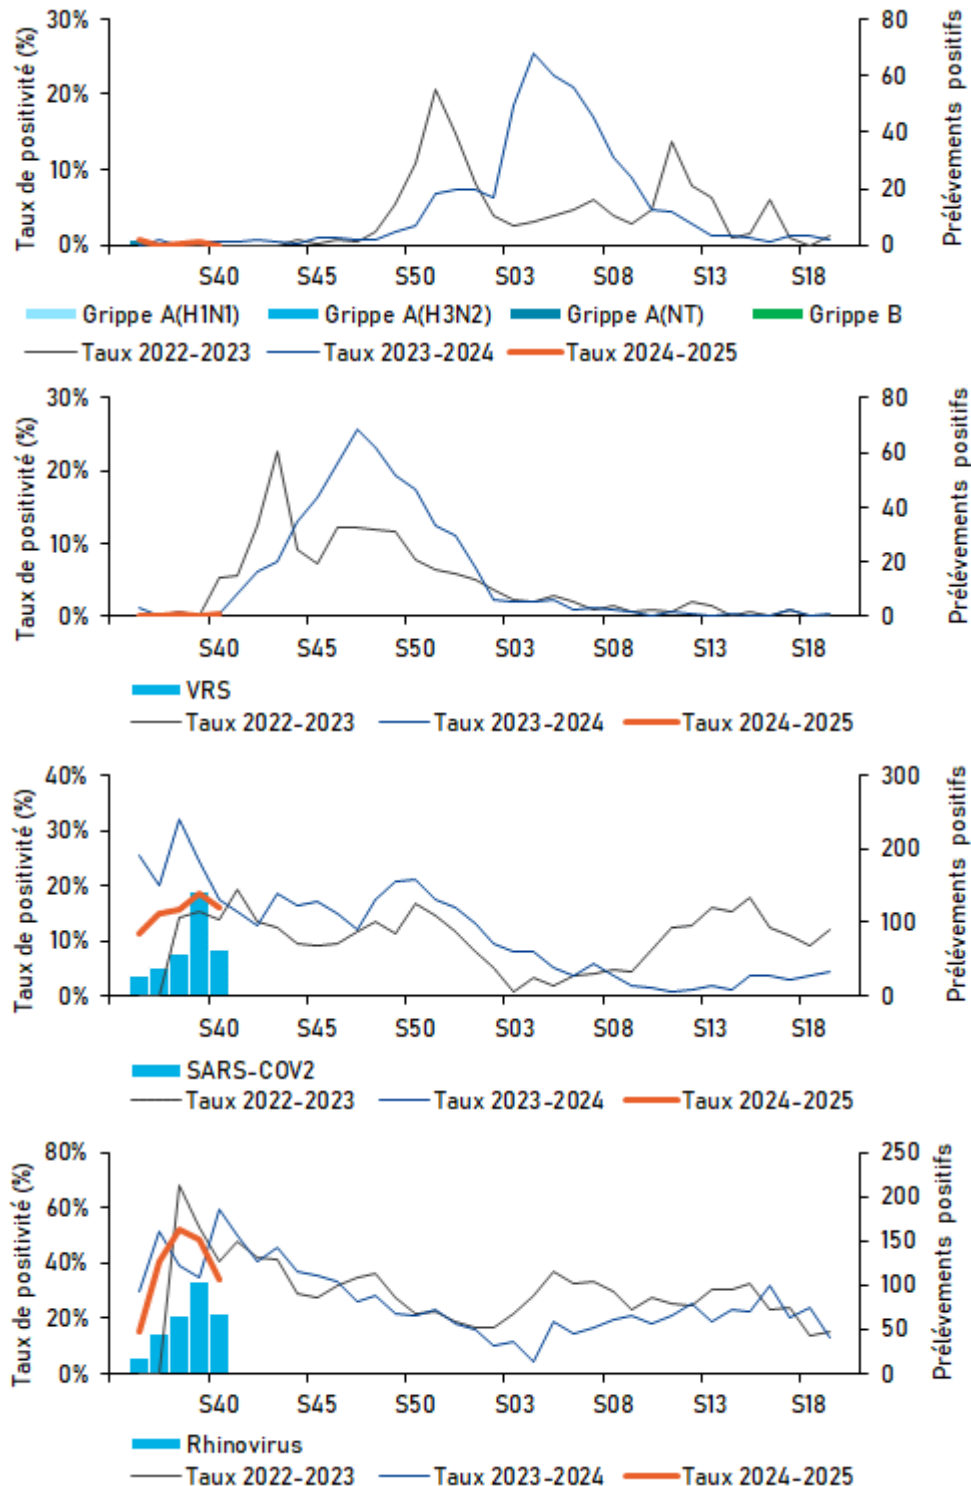 Taux de positivité (%)
30%
20%
10%
0%
80
60
40
20
0
Prélévements positifs
S40 S45 S50 S03 S08 S13 S18
Grippe A(H1N1) Grippe A(H3N2) Grippe A(NT) Grippe B
Taux 2022-2023 Taux 2023-2024 Taux 2024-2025
Taux de positivité (%)
30%
20%
10%
0%
80
60
40
20
0
Prélévements positifs
S40 S45 S50 S03 S08 S13 S18
VRS
Taux 2022-2023 Taux 2023-2024 Taux 2024-2025
Taux de positivité (%)
40%
30%
20%
10%
0%
300
200
100
0
Prélévements positifs
S40 S45 S50 S03 S08 S13 S18
SARS-COV2
Taux 2022-2023 Taux 2023-2024 Taux 2024-2025
Taux de positivité (%)
80%
60%
40%
20%
0%
250
200
150
100
50
0
Prélévements positifs
S40 S45 S50 S03 S08 S13 S18
Rhinovirus
Taux 2022-2023 Taux 2023-2024 Taux 2024-2025